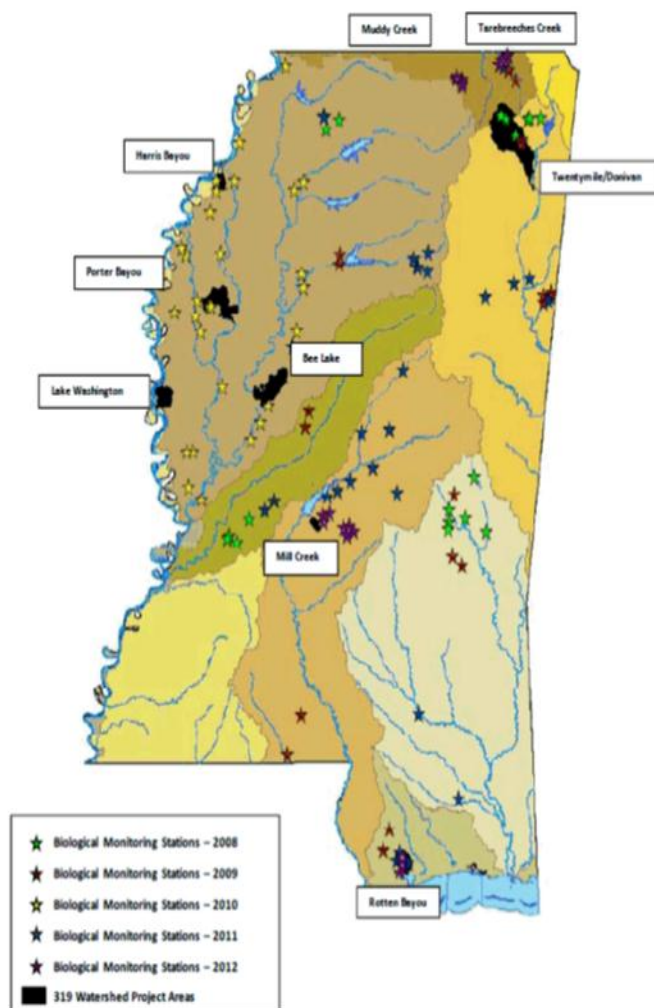 Muddy Creek
Tarebreeches Creek
Harris Bayou
Twentymile/Donivan
Porter Bayou
Bee Lake
Lake Washington
Mill Creek
Biological Monitoring Stations – 2008
Biological Monitoring Stations – 2009
Biological Monitoring Stations – 2010
Biological Monitoring Stations – 2011
Biological Monitoring Stations – 2012
319 Watershed Project Areas
Rotten Bayou